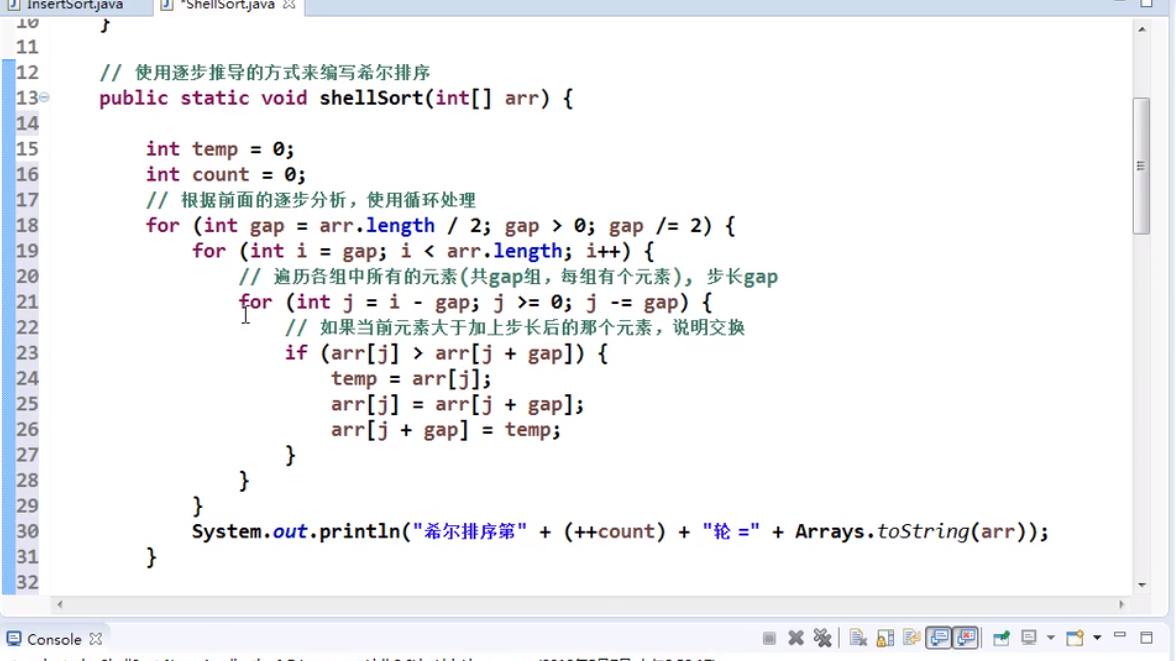 InsertSort.java *ShellSort.java
10 }
11
12 // 使用逐步推导的方式来编写希尔排序
13 public static void shellSort(int[] arr) {
14
15 int temp = 0;
16 int count = 0;
17 // 根据前面的逐步分析，使用循环处理
18 for (int gap = arr.length / 2; gap > 0; gap /= 2) {
19 for (int i = gap; i < arr.length; i++) {
20 // 遍历各组中所有的元素(共gap组，每组有个元素), 步长gap
21 for (int j = i - gap; j >= 0; j -= gap) {
22 // 如果当前元素大于加上步长后的那个元素，说明交换
23 if (arr[j] > arr[j + gap]) {
24 temp = arr[j];
25 arr[j] = arr[j + gap];
26 arr[j + gap] = temp;
27 }
28 }
29 }
30 System.out.println("希尔排序第" + (++count) + "轮 =" + Arrays.toString(arr));
31 }
32
Console